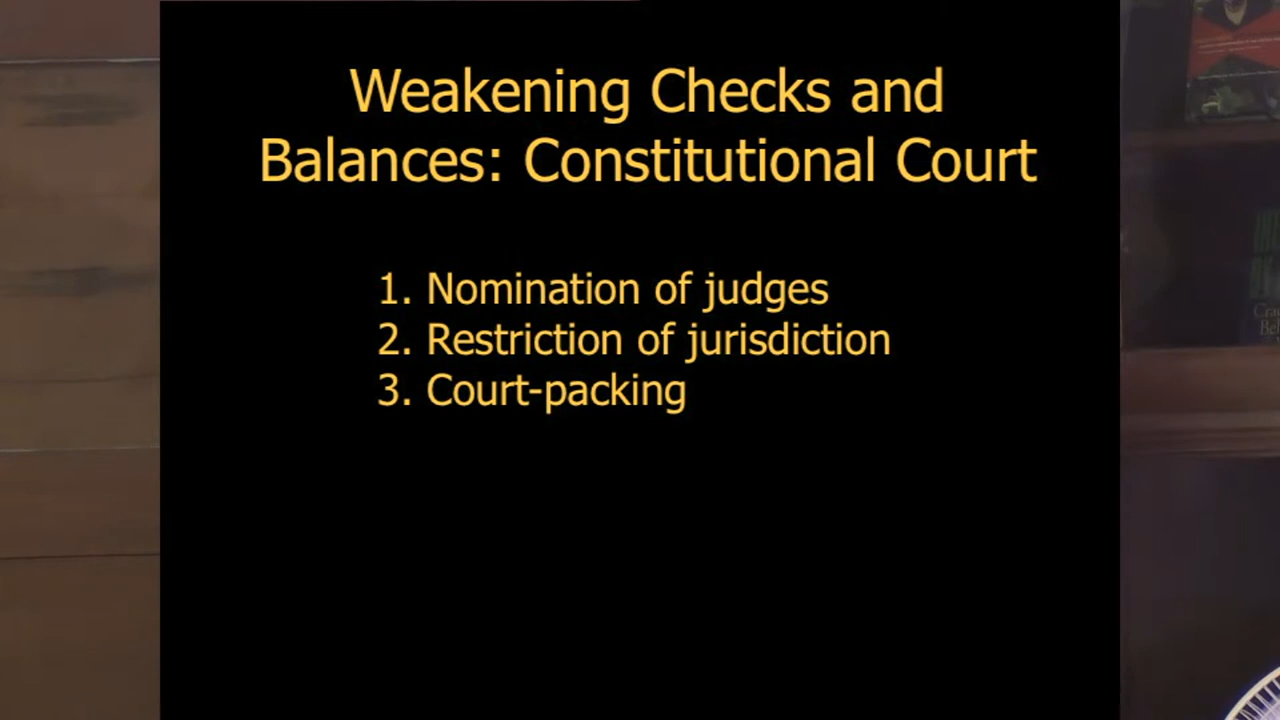 Weakening Checks and
Balances: Constitutional Court
1. Nomination of judges
2. Restriction of jurisdiction
3. Court-packing